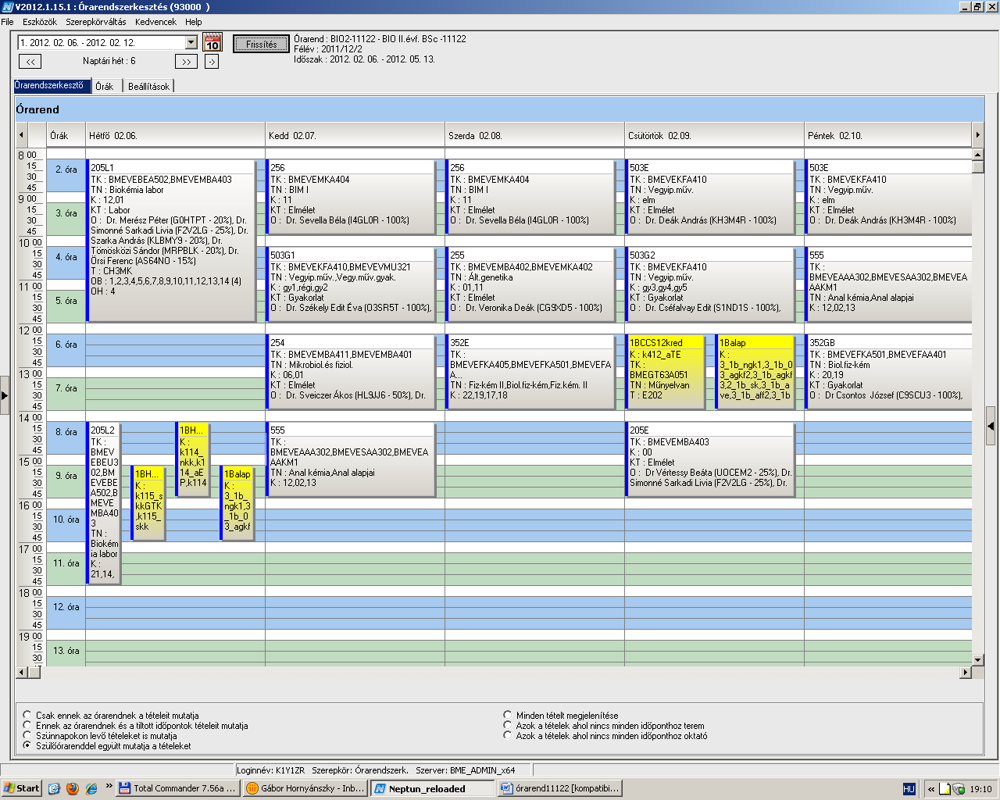 V2012.1.15.1 : Órarendszerkesztés (93000 )
File Eszközök Szerepkörváltás Kedvencek Help
1. 2012. 02. 06. - 2012. 02. 12.
10
Frissítés
Órarend : BIO2-11122 - BIO II.évf. BSc -11122
Félév : 2011/12/2
Időszak : 2012. 02. 06. - 2012. 05. 13.
<< Naptári hét : 6 >> ->
Órarendszerkesztő Órák Beállítások
Órarend
Órák Hétfő 02.06. Kedd 02.07. Szerda 02.08. Csütörtök 02.09. Péntek 02.10.
8 00
15
30
45
9 00
15
30
45
10 00
15
30
45
11 00
15
30
45
12 00
15
30
45
13 00
15
30
45
14 00
15
30
45
15 00
15
30
45
16 00
15
30
45
17 00
15
30
45
18 00
15
30
45
19 00
15
30
2. óra
3. óra
4. óra
5. óra
6. óra
7. óra
8. óra
9. óra
10. óra
11. óra
12. óra
13. óra
205L1
TK : BMEVEBEA502,BMEVEMBA403
TN : Biokémia labor
K : 12,01
KT : Labor
O : Dr. Merész Péter (G0HTPT - 20%), Dr.
Simonné Sarkadi Livia (F2V2LG - 25%), Dr.
Szarka András (KLBMY9 - 20%), Dr.
Tömösközi Sándor (MRPBLK - 20%), Dr.
Örsi Ferenc (AS64NO - 15%)
T : CH3MK
OB : 1,2,3,4,5,6,7,8,9,10,11,12,13,14 (4)
OH : 4
205L2
TK :
BMEV
EBEU3
02,BM
EVEBE
A502,B
MEVE
MBA40
3
TN :
Biokém
ia labor
K :
21,14,
1BH...
K :
k115_s
kkGTK
,k115_
skk
1BH...
K :
k114_
nkk,k1
14_aE
P,k114
1Balap
K :
3_1b_
ngk1,3
_1b_0
3_agkf
256
TK : BMEVEMKA404
TN : BIM I
K : 11
KT : Elmélet
O : Dr. Sevella Béla (I4GL0R - 100%)
503G1
TK : BMEVEKFA410,BMEVEVMU321
TN : Vegyip.műv.,Vegy.műv.gyak.
K : gy1,régi,gy2
KT : Gyakorlat
O : Dr. Székely Edit Éva (O3SR5T - 100%),
254
TK : BMEVEMBA411,BMEVEMBA401
TN : Mikrobiol.és fiziol.
K : 06,01
KT : Elmélet
O : Dr. Sveiczer Ákos (HL9JJ6 - 50%), Dr.
555
TK :
BMEVEAAA302,BMEVESAA302,BMEVEA
AAKM1
TN : Anal kémia,Anal alapjai
K : 12,02,13
256
TK : BMEVEMKA404
TN : BIM I
K : 11
KT : Elmélet
O : Dr. Sevella Béla (I4GL0R - 100%)
255
TK : BMEVEMBA402,BMEVEMKA402
TN : Ált.genetika
K : 01,11
KT : Elmélet
O : Dr. Veronika Deák (CG9XD5 - 100%)
352E
TK :
BMEVEFKA405,BMEVEFKA501,BMEVEFA
A...
TN : Fiz-kém II,Biol.fiz-kém,Fiz.kém. II
K : 22,19,17,18
503E
TK : BMEVEKFA410
TN : Vegyip.műv.
K : elm
KT : Elmélet
O : Dr. Deák András (KH3M4R - 100%)
503G2
TK : BMEVEKFA410
TN : Vegyip.műv.
K : gy3,gy4,gy5
KT : Gyakorlat
O : Dr. Cséfalvay Edit (S1ND1S - 100%),
1BCCS12kred
K : k412_aTE
TK :
BMEGT63A051
TN : Műnyelvan
T : E202
1Balap
K :
3_1b_ngk1,3_1b_0
3_agkf2,3_1b_agkf
3,2_1b_sk,3_1b_a
ve,3_1b_aff2,3_1b
205E
TK : BMEVEMBA403
K : 00
KT : Elmélet
O : Dr Vértessy Beáta (UOCEM2 - 25%), Dr.
Simonné Sarkadi Livia (F2V2LG - 25%), Dr.
503E
TK : BMEVEKFA410
TN : Vegyip.műv.
K : elm
KT : Elmélet
O : Dr. Deák András (KH3M4R - 100%)
555
TK :
BMEVEAAA302,BMEVESAA302,BMEVEA
AAKM1
TN : Anal kémia,Anal alapjai
K : 12,02,13
352GB
TK : BMEVEFKA501,BMEVEFAA401
TN : Biol.fiz-kém
K : 20,19
KT : Gyakorlat
O : Dr Csontos József (C9SCU3 - 100%),
Csak ennek az órarendnek a tételeit mutatja
Ennek az órarendnek és a tiltott időpontok tételeit mutatja
Szünnapokon levő tételeket is mutatja
Szülőórarenddel együtt mutatja a tételeket
Minden tételt megjelenítése
Azok a tételek ahol nincs minden időponthoz terem
Azok a tételek ahol nincs minden időponthoz oktató
Loginnév: K1Y1ZR Szerepkör: Órarendszerk. Szerver: BME_ADMIN_x64
Start » Total Commander 7.56a ... Gábor Hornyánszky - Inb... Neptun_reloaded órarend11122 [kompatibi... HU « 19:10